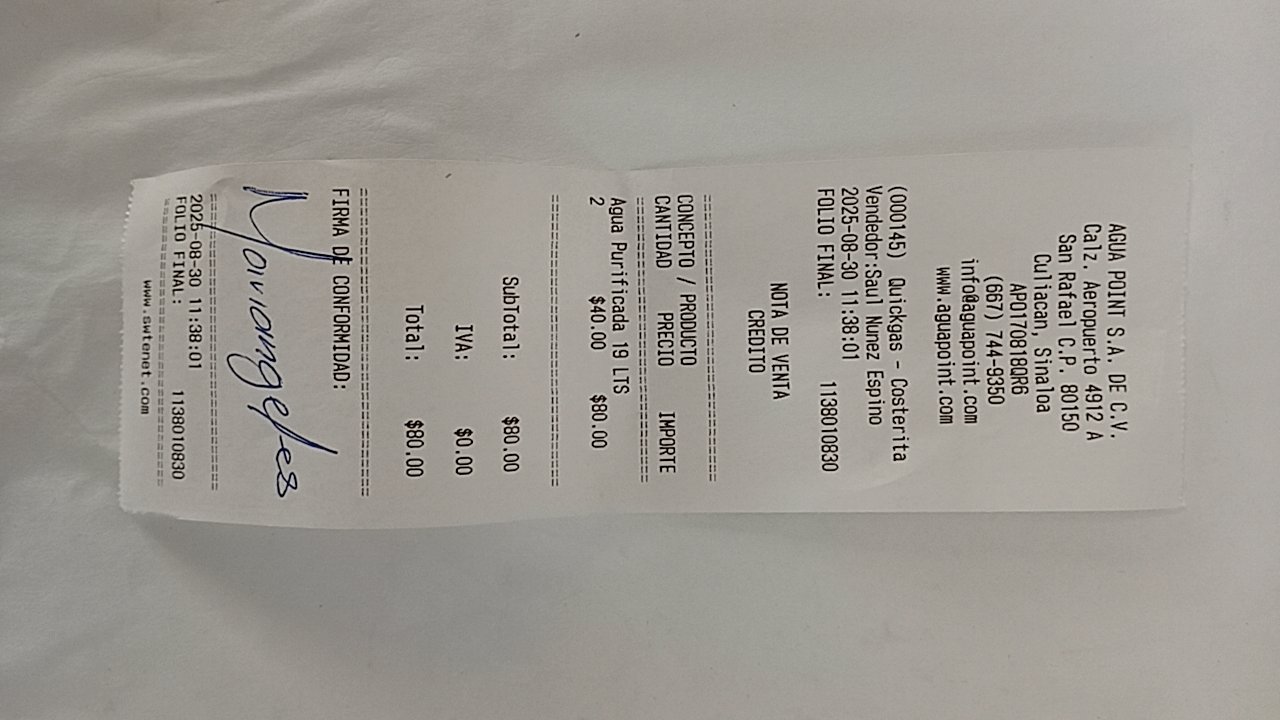 AGUA POINT S.A. DE C.V.
Calz. Aeropuerto 4912 A
San Rafael C.P. 80150
Culiacan, Sinaloa
APO170818QR6
(667) 744-9350
info@aguapoint.com
www.aguapoint.com
(000145) Quickgas - Costerita
Vendedor:Saul Nunez Espino
2025-08-30 11:38:01
FOLIO FINAL: 1138010830
NOTA DE VENTA
CREDITO
CONCEPTO / PRODUCTO
CANTIDAD PRECIO IMPORTE
Agua Purificada 19 LTS
2 $40.00 $80.00
SubTotal: $80.00
IVA: $0.00
Total: $80.00
FIRMA DE CONFORMIDAD:
Mariangeles
2025-08-30 11:38:01
FOLIO FINAL: 1138010830
www.swtenet.com